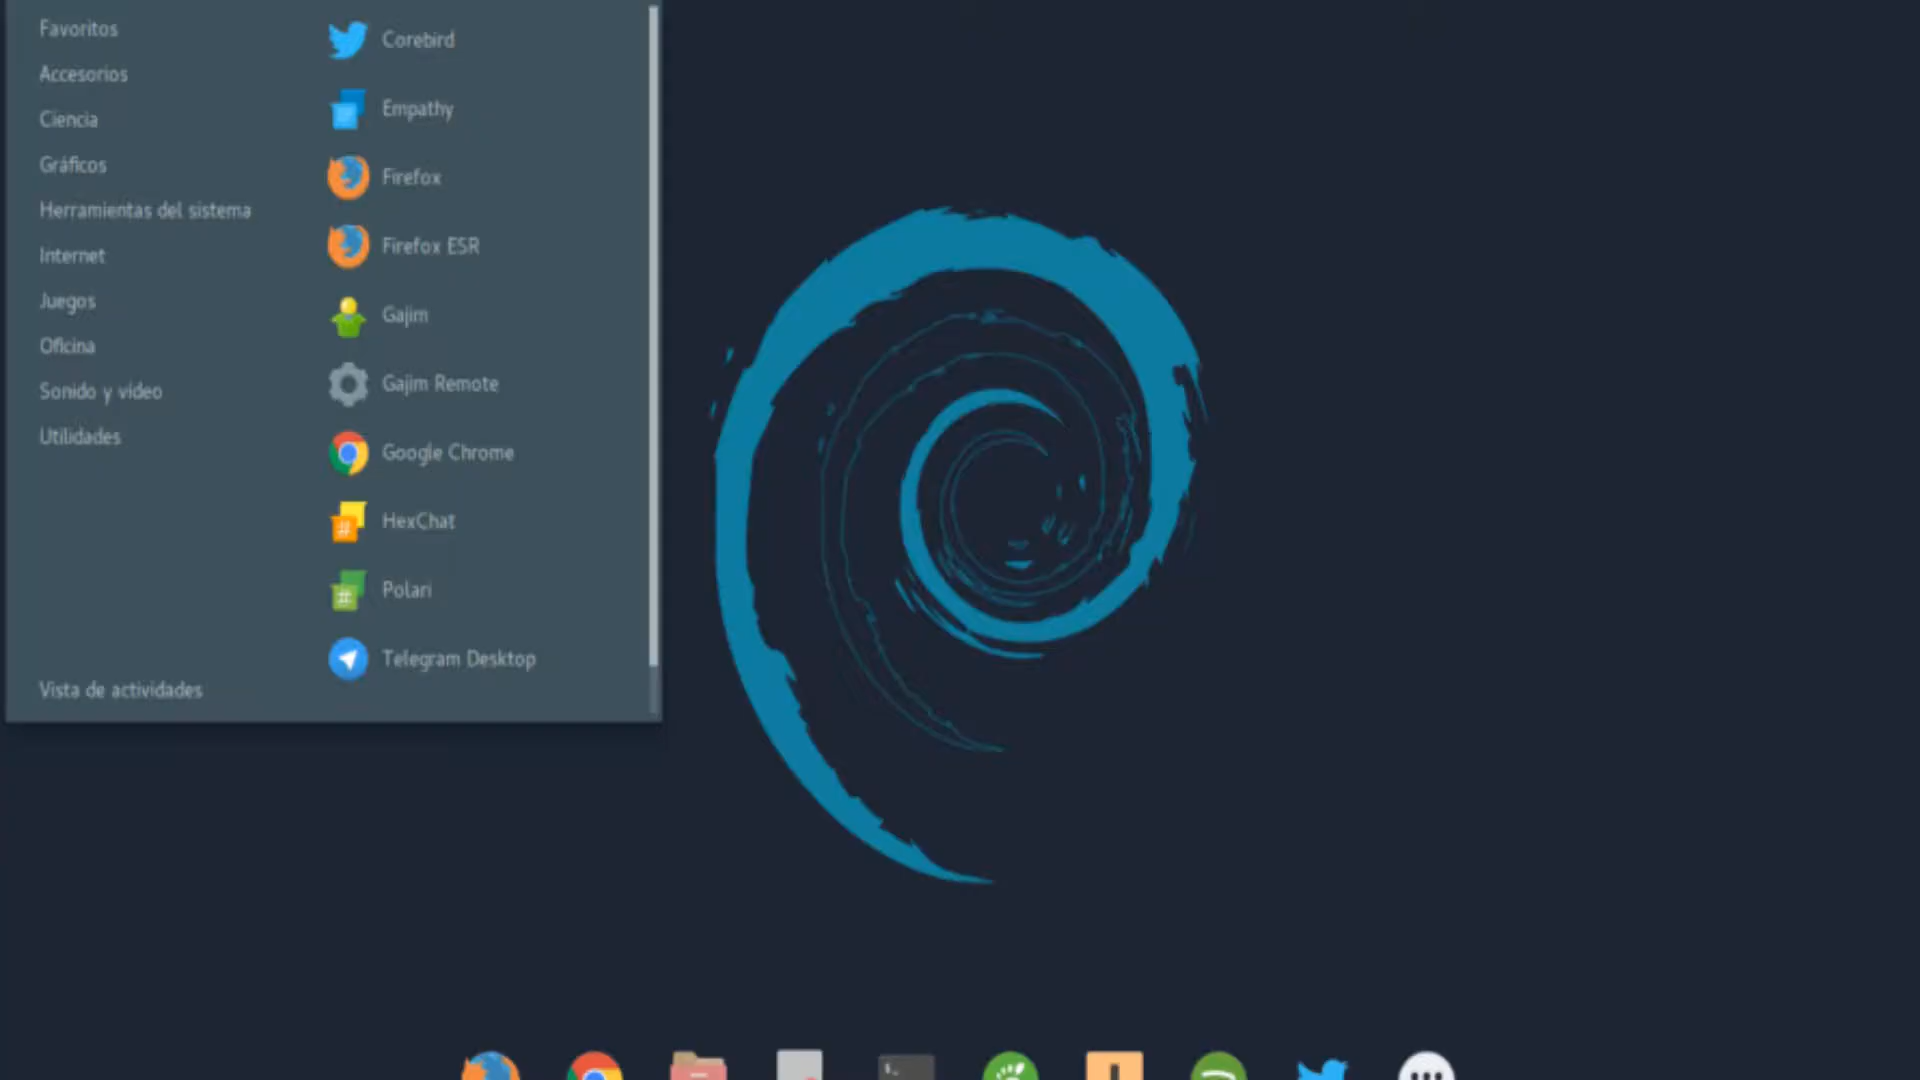 Favoritos
Accesorios
Ciencia
Gráficos
Herramientas del sistema
Internet
Juegos
Oficina
Sonido y vídeo
Utilidades
Vista de actividades
Corebird
Empathy
Firefox
Firefox ESR
Gajim
Gajim Remote
Google Chrome
HexChat
Polari
Telegram Desktop